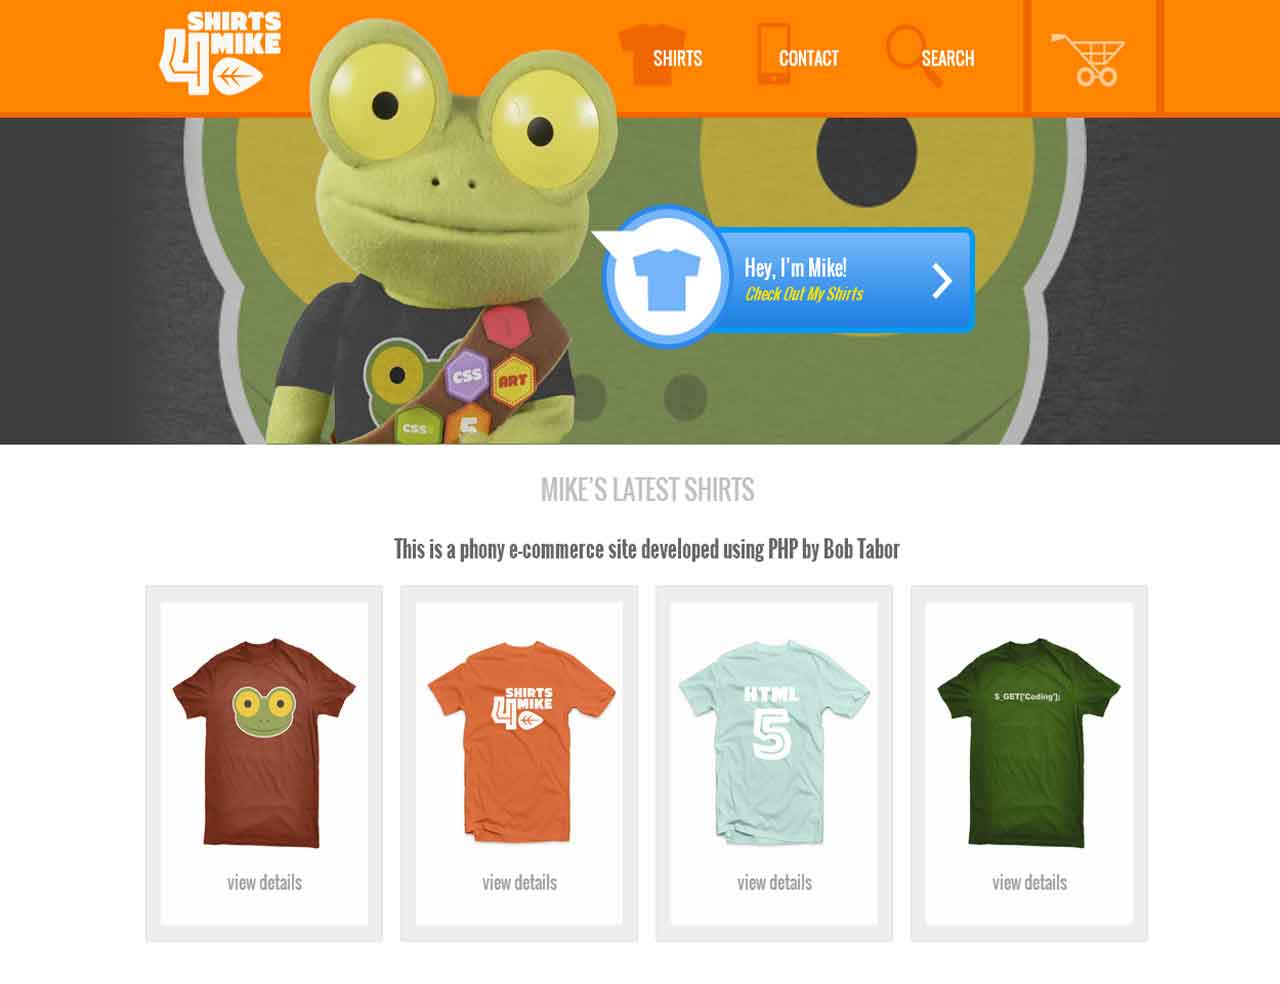 SHIRTS
4 MIKE
SHIRTS
CONTACT
SEARCH
Hey, I'm Mike!
Check Out My Shirts
CSS
ART
CSS
5
MIKE'S LATEST SHIRTS
This is a phony e-commerce site developed using PHP by Bob Tabor
SHIRTS
4 MIKE
HTML
5
$_GET['Coding'];
view details
view details
view details
view details